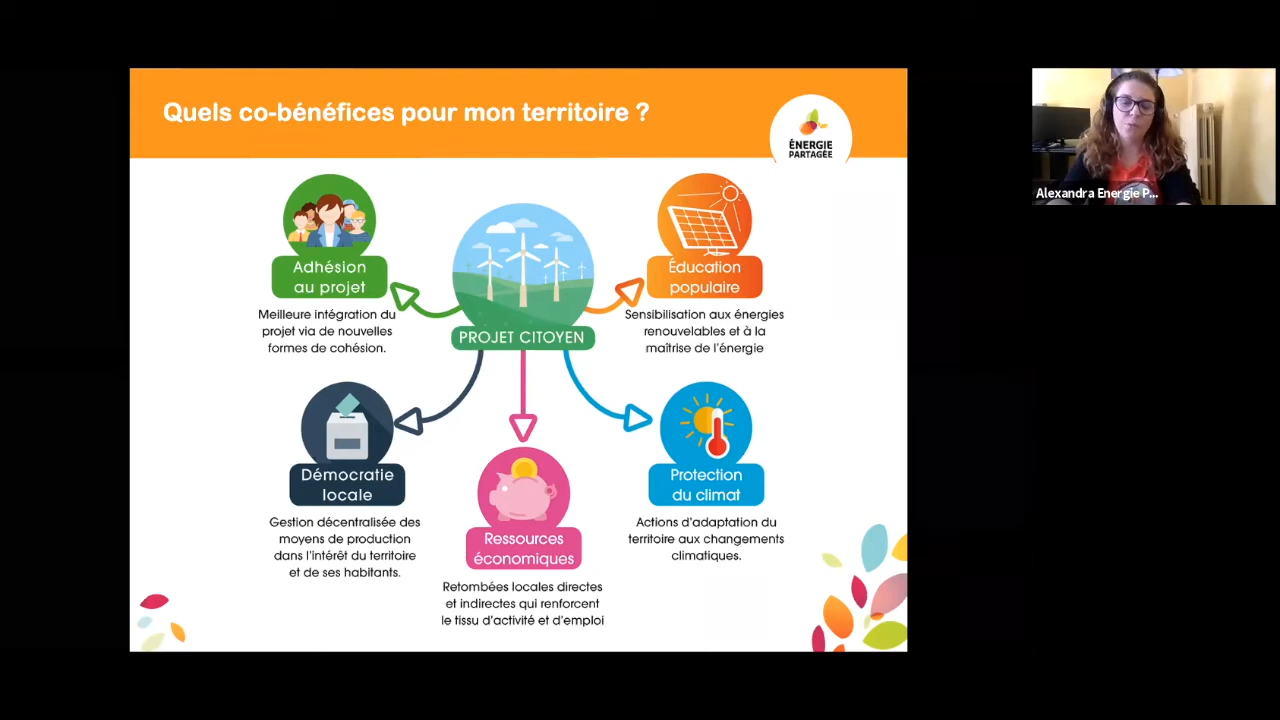 Quels co-bénéfices pour mon territoire ?
ÉNERGIE
PARTAGÉE
Alexandra Energie P...
Adhésion
au projet
Meilleure intégration du
projet via de nouvelles
formes de cohésion.
PROJET CITOYEN
Éducation
populaire
Sensibilisation aux énergies
renouvelables et à la
maîtrise de l'énergie
Démocratie
locale
Gestion décentralisée des
moyens de production
dans l'intérêt du territoire
et de ses habitants.
Ressources
économiques
Retombées locales directes
et indirectes qui renforcent
le tissu d'activité et d'emploi
Protection
du climat
Actions d'adaptation du
territoire aux changements
climatiques.